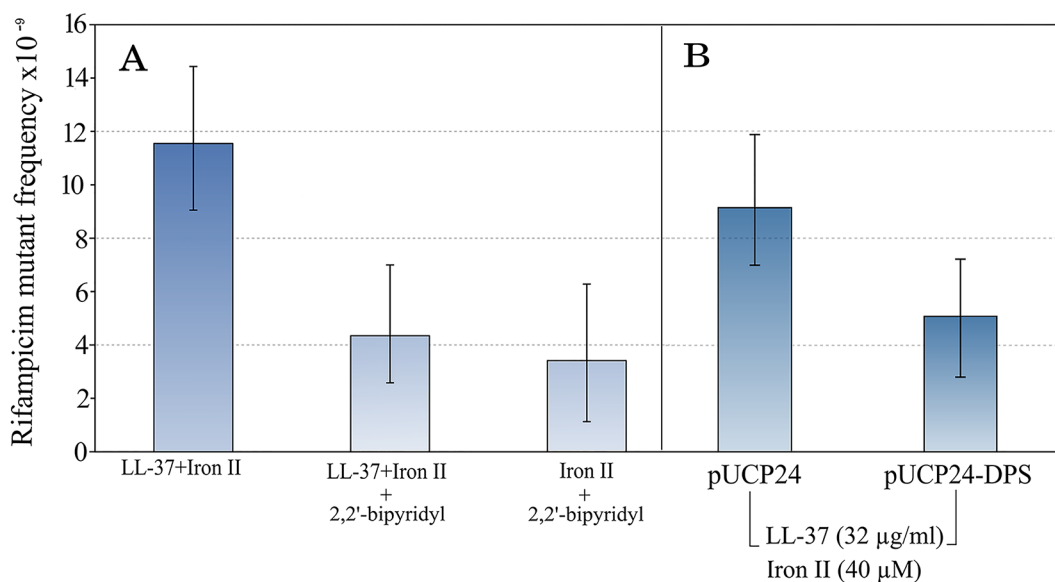 Rifampicim mutant frequency x10⁻⁹
16
14
12
10
8
6
4
2
0
A
LL-37+Iron II
LL-37+Iron II
+
2,2'-bipyridyl
Iron II
+
2,2'-bipyridyl
B
pUCP24
pUCP24-DPS
LL-37 (32 µg/ml)
Iron II (40 µM)